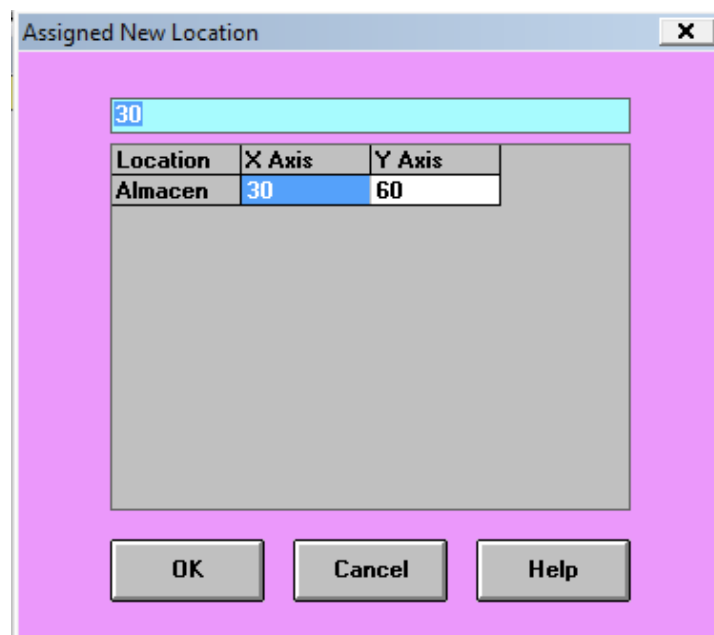 Assigned New Location
30
Location X Axis Y Axis
Almacen 30 60
OK Cancel Help